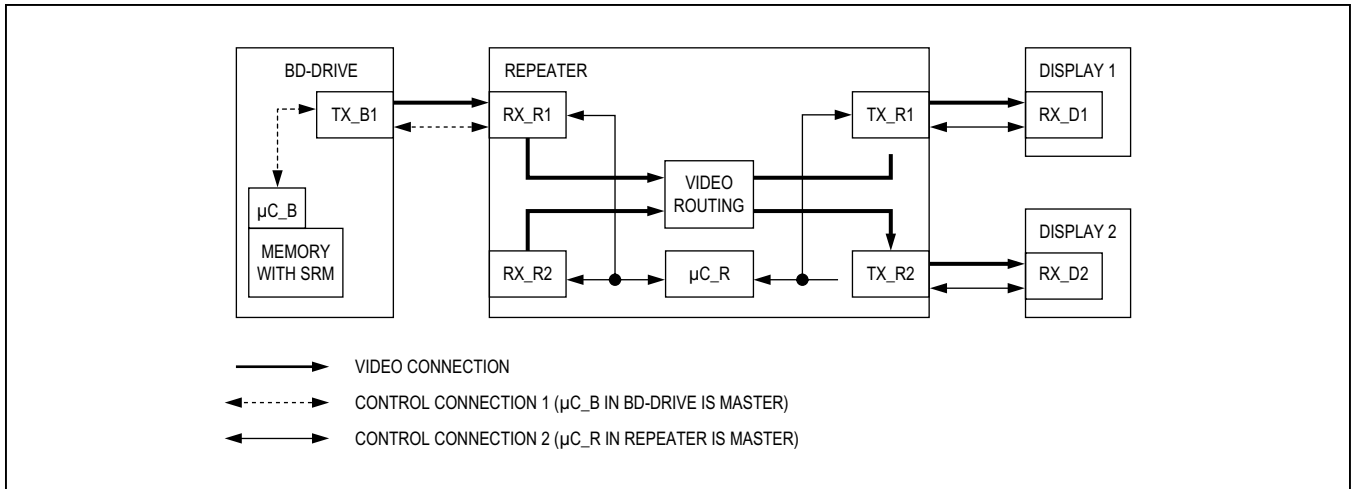 BD-DRIVE
TX_B1
µC_B
MEMORY
WITH SRM
REPEATER
RX_R1
RX_R2
VIDEO
ROUTING
µC_R
TX_R1
TX_R2
DISPLAY 1
RX_D1
DISPLAY 2
RX_D2
VIDEO CONNECTION
CONTROL CONNECTION 1 (µC_B IN BD-DRIVE IS MASTER)
CONTROL CONNECTION 2 (µC_R IN REPEATER IS MASTER)